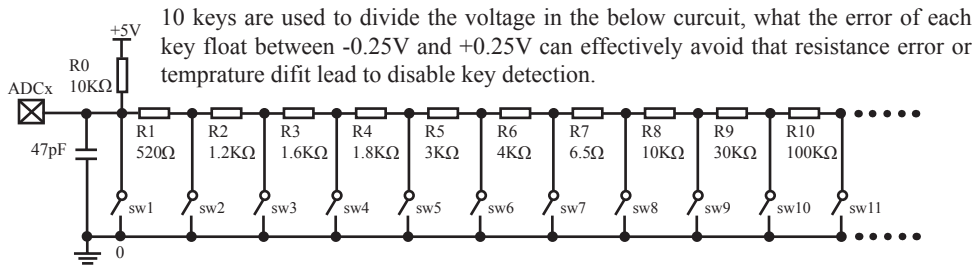 10 keys are used to divide the voltage in the below curcuit, what the error of each
key float between -0.25V and +0.25V can effectively avoid that resistance error or
temprature difit lead to disable key detection.
+5V
R0
10KΩ
ADCx
R1 R2 R3 R4 R5 R6 R7 R8 R9 R10
520Ω 1.2KΩ 1.6KΩ 1.8KΩ 3KΩ 4KΩ 6.5Ω 10KΩ 30KΩ 100KΩ
47pF
sw1 sw2 sw3 sw4 sw5 sw6 sw7 sw8 sw9 sw10 sw11
0